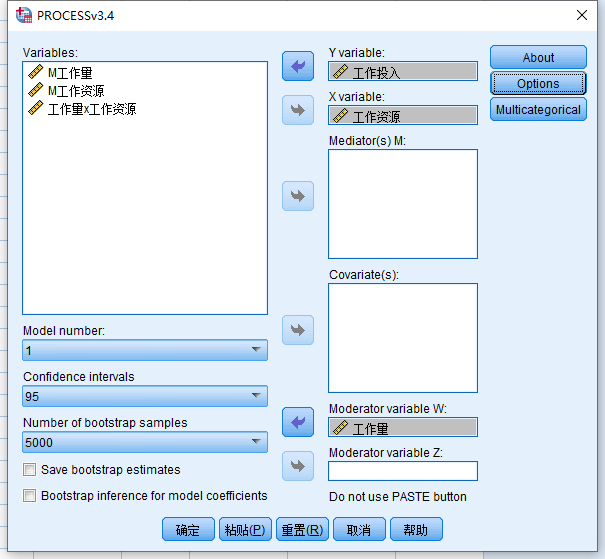 PROCESSv3.4
Variables:
M工作量
M工作资源
工作量x工作资源
Y variable:
工作投入
X variable:
工作资源
Mediator(s) M:
Covariate(s):
About
Options
Multicategorical
Model number:
1
Confidence intervals
95
Number of bootstrap samples
5000
Save bootstrap estimates
Bootstrap inference for model coefficients
Moderator variable W:
工作量
Moderator variable Z:
Do not use PASTE button
确定
粘贴(P)
重置(R)
取消
帮助